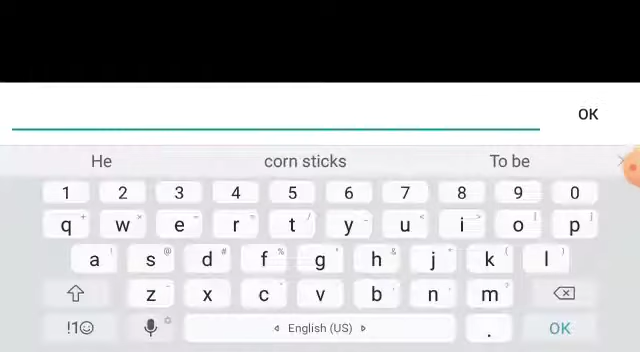 OK
He corn sticks To be
1 2 3 4 5 6 7 8 9 0
q w e r t y u i o p
a s d f g h j k l
z x c v b n m
!1☺ English (US) . OK